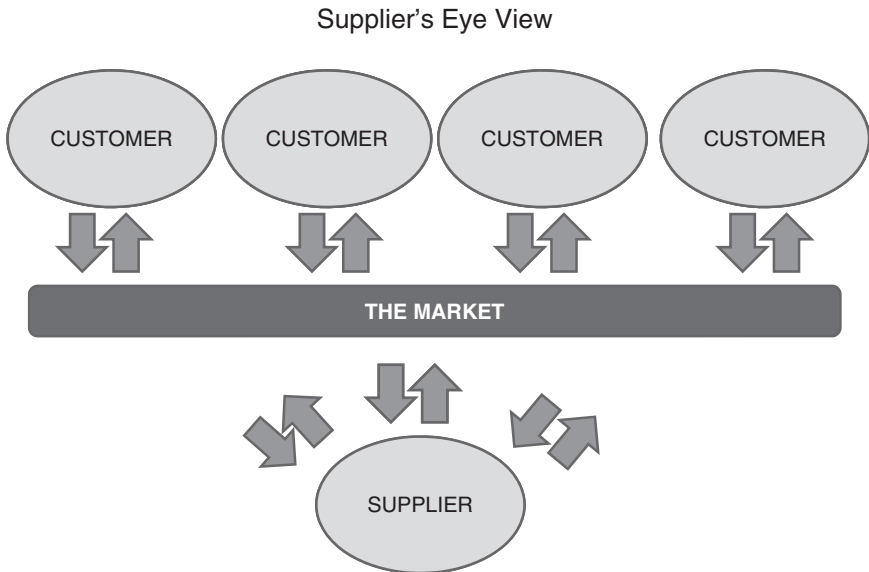 Supplier’s Eye View
CUSTOMER CUSTOMER CUSTOMER CUSTOMER
THE MARKET
SUPPLIER